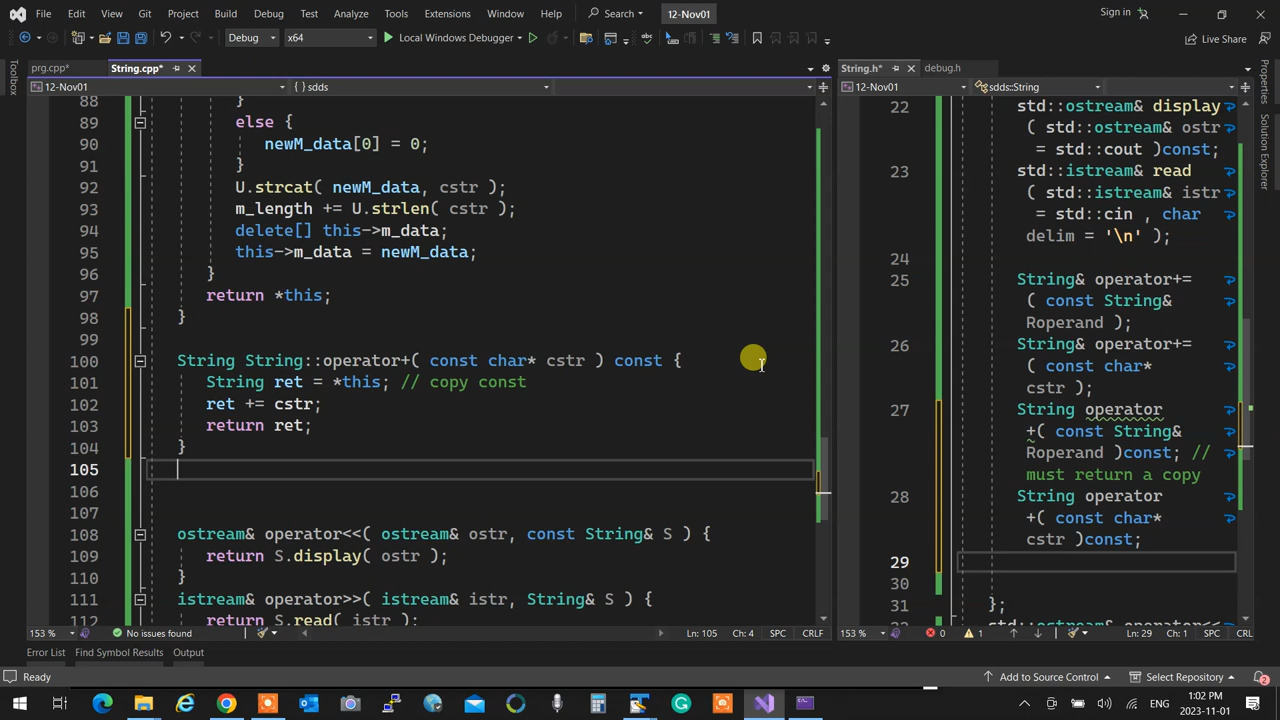 File Edit View Git Project Build Debug Test Analyze Tools Extensions Window Help Search 12-Nov01 Sign in
Debug x64 Local Windows Debugger Live Share
prg.cpp* String.cpp* String.h* debug.h
12-Nov01 { } sdds 12-Nov01 sdds::String
Toolbox
88 }
89 else {
90 newM_data[0] = 0;
91 }
92 U.strcat( newM_data, cstr );
93 m_length += U.strlen( cstr );
94 delete[] this->m_data;
95 this->m_data = newM_data;
96 }
97 return *this;
98 }
99
100 String String::operator+( const char* cstr ) const {
101 String ret = *this; // copy const
102 ret += cstr;
103 return ret;
104 }
105
106
107
108 ostream& operator<<( ostream& ostr, const String& S ) {
109 return S.display( ostr );
110 }
111 istream& operator>>( istream& istr, String& S ) {
112 return S.read( istr );
22 std::ostream& display
( std::ostream& ostr
= std::cout )const;
23 std::istream& read
( std::istream& istr
= std::cin , char
delim = '\n' );
24
25 String& operator+=
( const String&
Roperand );
26 String& operator+=
( const char*
cstr );
27 String operator
+( const String&
Roperand )const; //
must return a copy
28 String operator
+( const char*
cstr )const;
29
30
31 };
std::ostream& operator<<
Properties
Solution Explorer
153 % No issues found Ln: 105 Ch: 4 SPC CRLF
153 % 0 1 Ln: 29 Ch: 1 SPC CRL
Error List Find Symbol Results Output
Ready Add to Source Control Select Repository 2
ENG 1:02 PM
2023-11-01